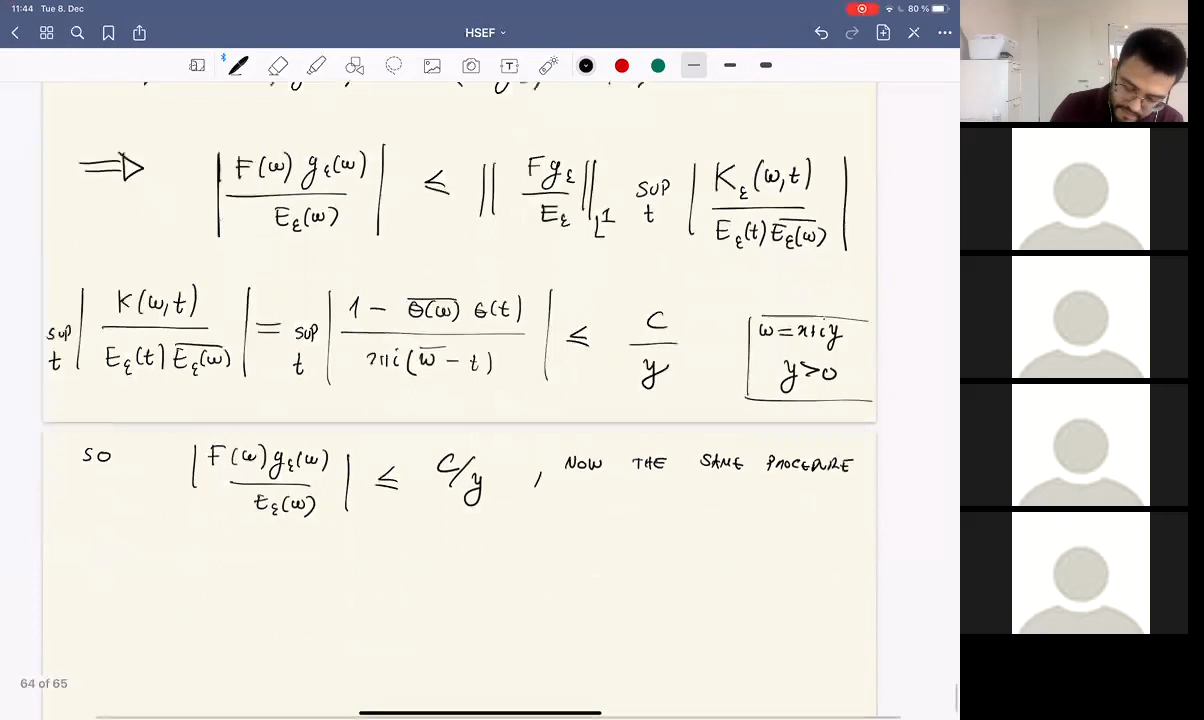 11:44 Tue 8. Dec
80 %
HSEF
⟹ | F(ω) g_ε(ω) / E_ε(ω) | ≤ || F g_ε / E_ε ||_{L^1} sup_t | K_ε(ω,t) / E_ε(t) \overline{E_ε(ω)} |
sup_t | K(ω,t) / E_ε(t) \overline{E_ε(ω)} | = sup_t | 1 - \overline{Θ(ω)} Θ(t) / 2πi(\overline{ω} - t) | ≤ C / y
ω = x+iy
y>0
SO | F(ω) g_ε(ω) / E_ε(ω) | ≤ C/y , NOW THE SAME PROCEDURE
64 of 65